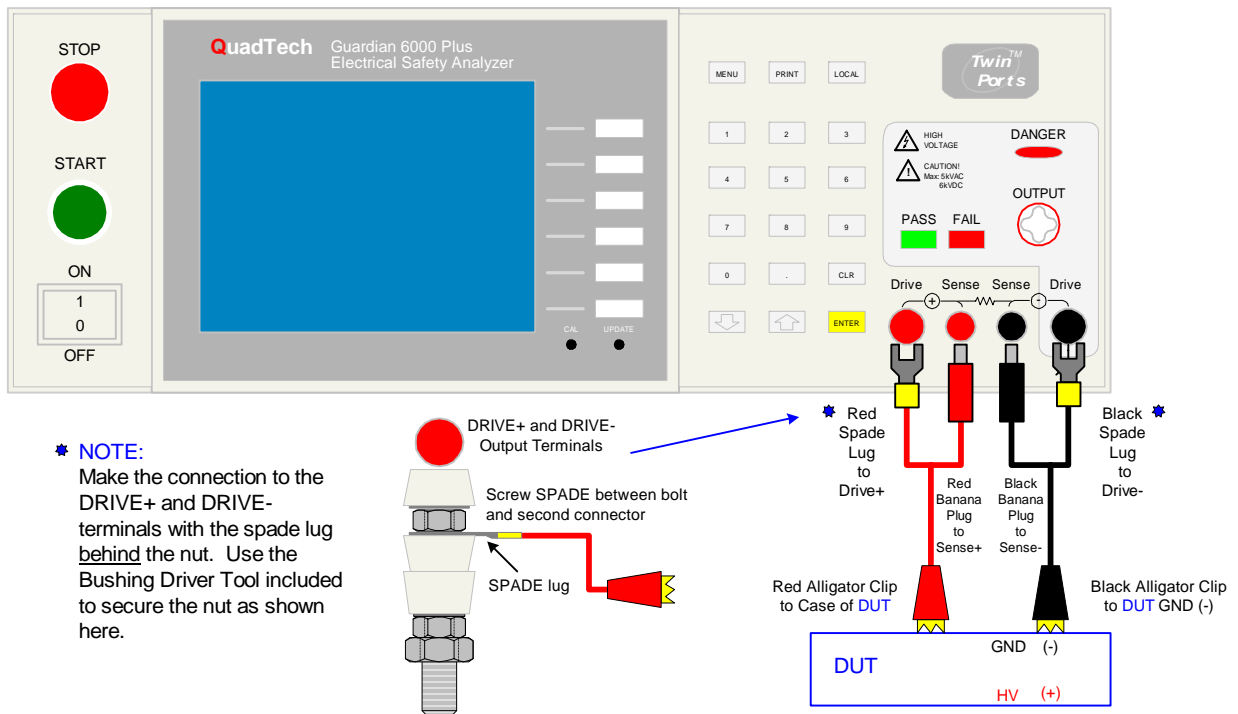 STOP
START
ON
1
0
OFF
QuadTech
Guardian 6000 Plus
Electrical Safety Analyzer
CAL
UPDATE
MENU
PRINT
LOCAL
1
2
3
4
5
6
7
8
9
0
.
CLR
ENTER
Twin TM
Ports
HIGH
VOLTAGE
CAUTION!
Max: 5kVAC
6kVDC
DANGER
OUTPUT
PASS
FAIL
Drive
Sense
Sense
Drive
+
-
NOTE:
Make the connection to the
DRIVE+ and DRIVE-
terminals with the spade lug
behind the nut. Use the
Bushing Driver Tool included
to secure the nut as shown
here.
DRIVE+ and DRIVE-
Output Terminals
Screw SPADE between bolt
and second connector
SPADE lug
Red
Spade
Lug
to
Drive+
Red
Banana
Plug
to
Sense+
Black
Banana
Plug
to
Sense-
Black
Spade
Lug
to
Drive-
Red Alligator Clip
to Case of DUT
Black Alligator Clip
to DUT GND (-)
DUT
GND (-)
HV (+)